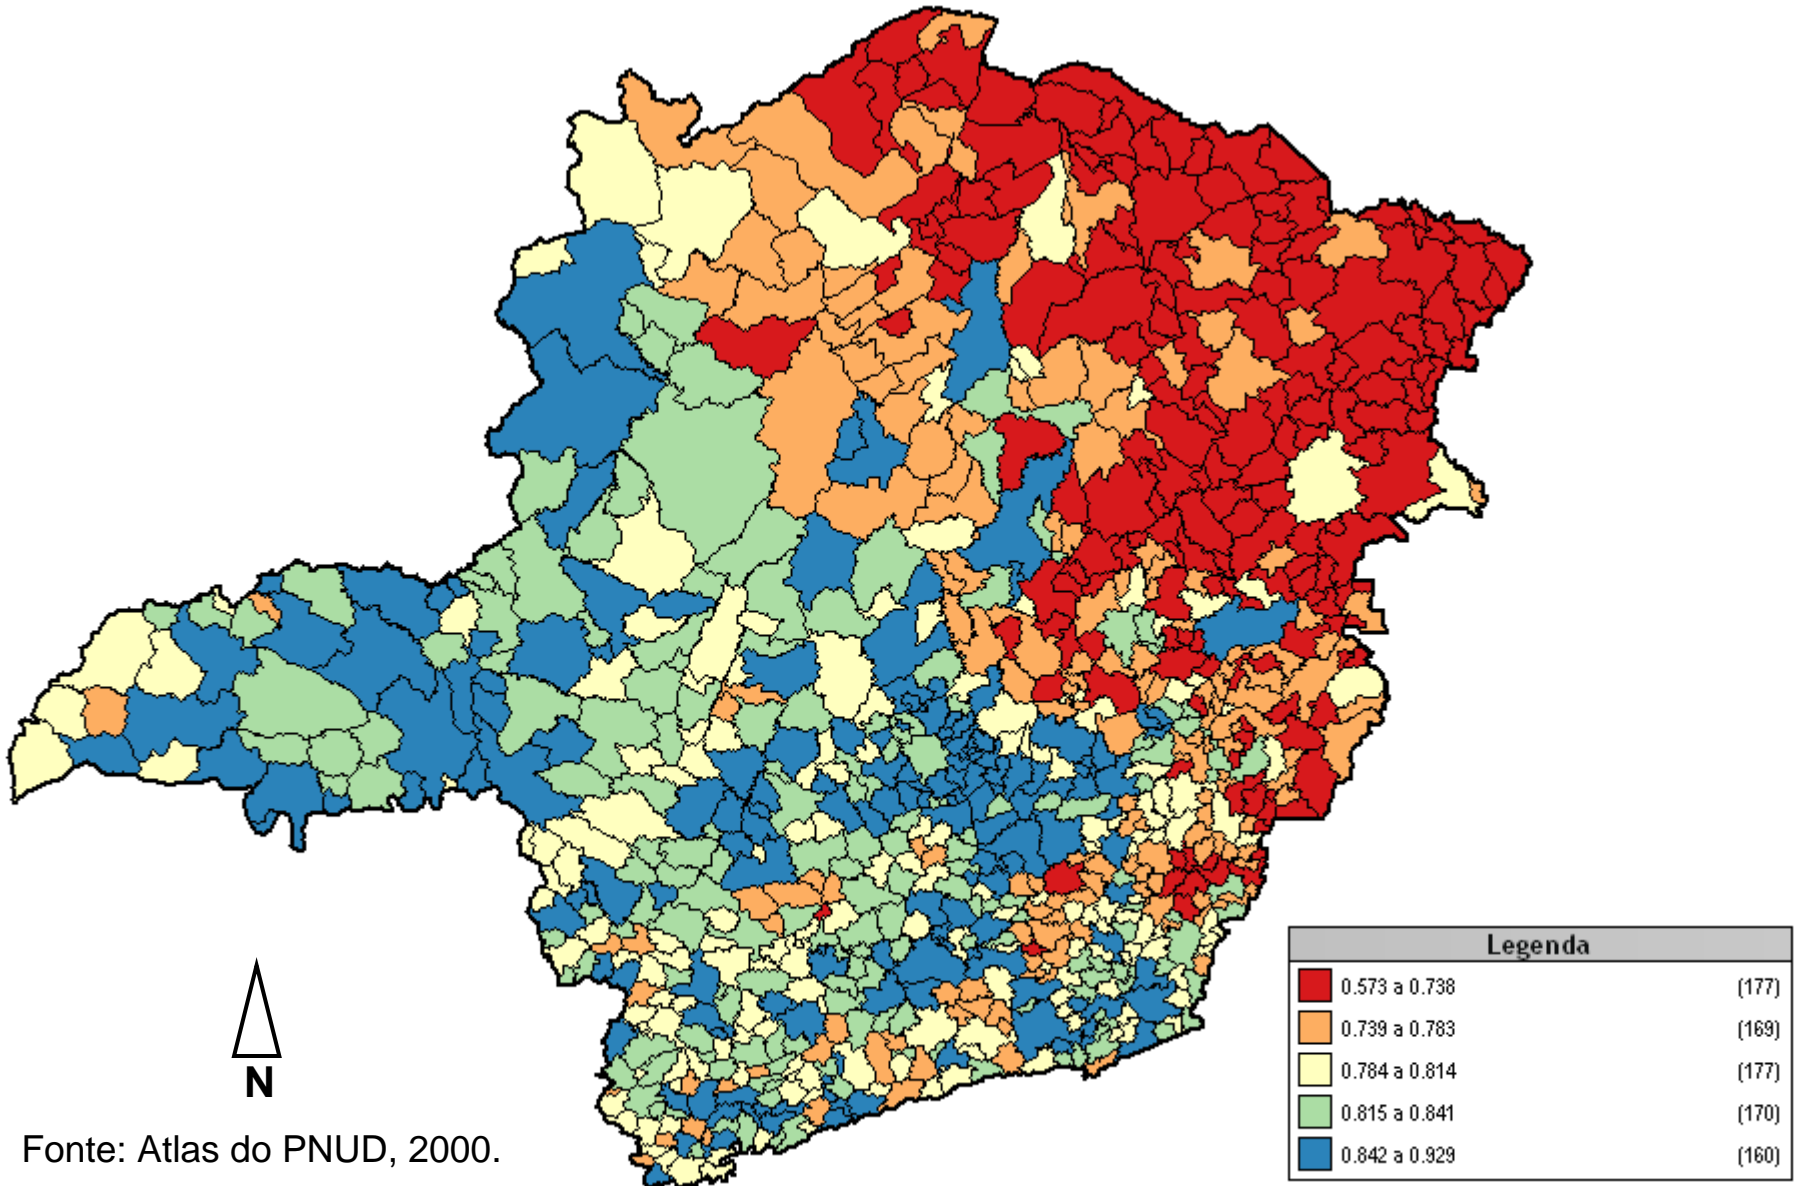 N
Fonte: Atlas do PNUD, 2000.
Legenda
0.573 a 0.738 (177)
0.739 a 0.783 (169)
0.784 a 0.814 (177)
0.815 a 0.841 (170)
0.842 a 0.929 (160)